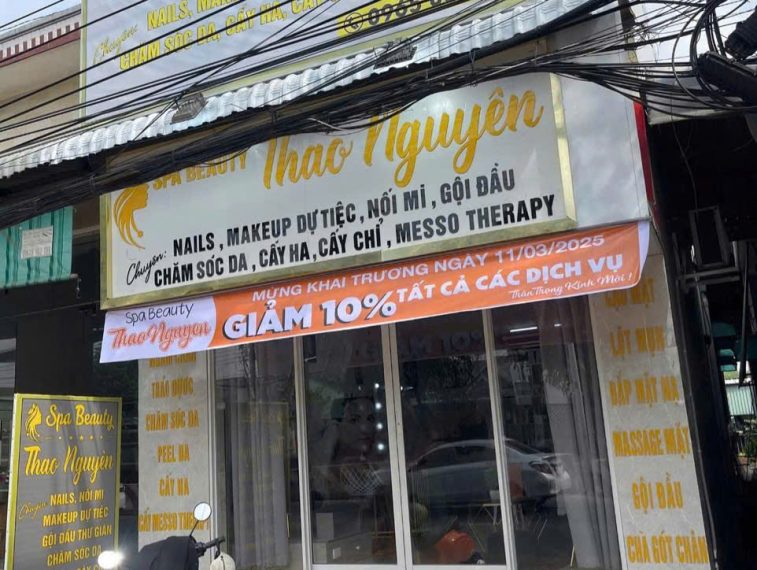 Chuyên: NAILS, MAKEUP
CHĂM SÓC DA, CẤY HA,
SPA BEAUTY Thao Nguyên
Chuyên: NAILS , MAKEUP DỰ TIỆC , NỐI MI , GỘI ĐẦU
CHĂM SÓC DA , CẤY HA , CẤY CHỈ , MESSO THERAPY
Spa Beauty
Thao Nguyen
MỪNG KHAI TRƯƠNG NGÀY 11/03/2025
GIẢM 10% TẤT CẢ CÁC DỊCH VỤ
Thân Trọng Kính Mời !
THẢO DƯỢC
CHĂM SÓC DA
PEEL DA
CẤY HA
CẤY MESSO THERAPY
Spa Beauty
Thao Nguyên
Chuyên: NAILS, NỐI MI
MAKEUP DỰ TIỆC
GỘI ĐẦU THƯ GIÃN
CHĂM SÓC DA
LỘT MỤN
ĐẮP MẶT NẠ
MASSAGE MẶT
GỘI ĐẦU
CHÀ GÓT CHÂN